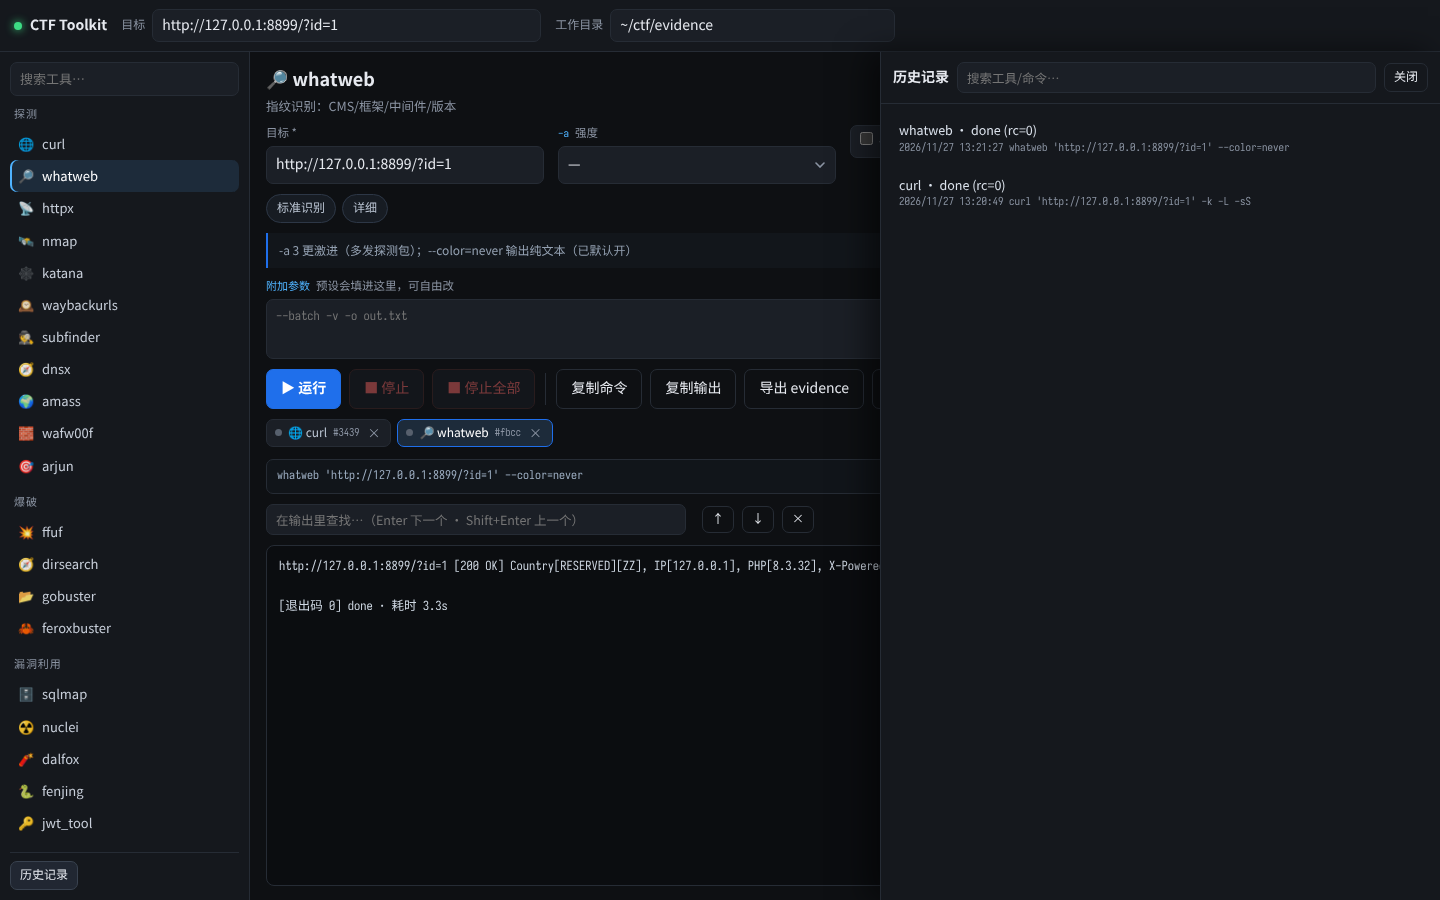 CTF Toolkit 目标 http://127.0.0.1:8899/?id=1 工作目录 ~/ctf/evidence
搜索工具…
探测
curl
whatweb
httpx
nmap
katana
waybackurls
subfinder
dnsx
amass
wafw00f
arjun
爆破
ffuf
dirsearch
gobuster
feroxbuster
漏洞利用
sqlmap
nuclei
dalfox
fenjing
jwt_tool
历史记录
whatweb
指纹识别：CMS/框架/中间件/版本
目标 * -a 强度
http://127.0.0.1:8899/?id=1 —
标准识别 详细
-a 3 更激进（多发探测包）；--color=never 输出纯文本（已默认开）
附加参数 预设会填进这里，可自由改
--batch -v -o out.txt
▶ 运行 ■ 停止 ■ 停止全部 复制命令 复制输出 导出 evidence
curl #3439 × whatweb #fbcc ×
whatweb 'http://127.0.0.1:8899/?id=1' --color=never
在输出里查找…（Enter 下一个 · Shift+Enter 上一个） ↑ ↓ ×
http://127.0.0.1:8899/?id=1 [200 OK] Country[RESERVED][ZZ], IP[127.0.0.1], PHP[8.3.32], X-Powere
[退出码 0] done · 耗时 3.3s
历史记录 搜索工具/命令… 关闭
whatweb · done (rc=0)
2026/11/27 13:21:27 whatweb 'http://127.0.0.1:8899/?id=1' --color=never
curl · done (rc=0)
2026/11/27 13:20:49 curl 'http://127.0.0.1:8899/?id=1' -k -L -sS